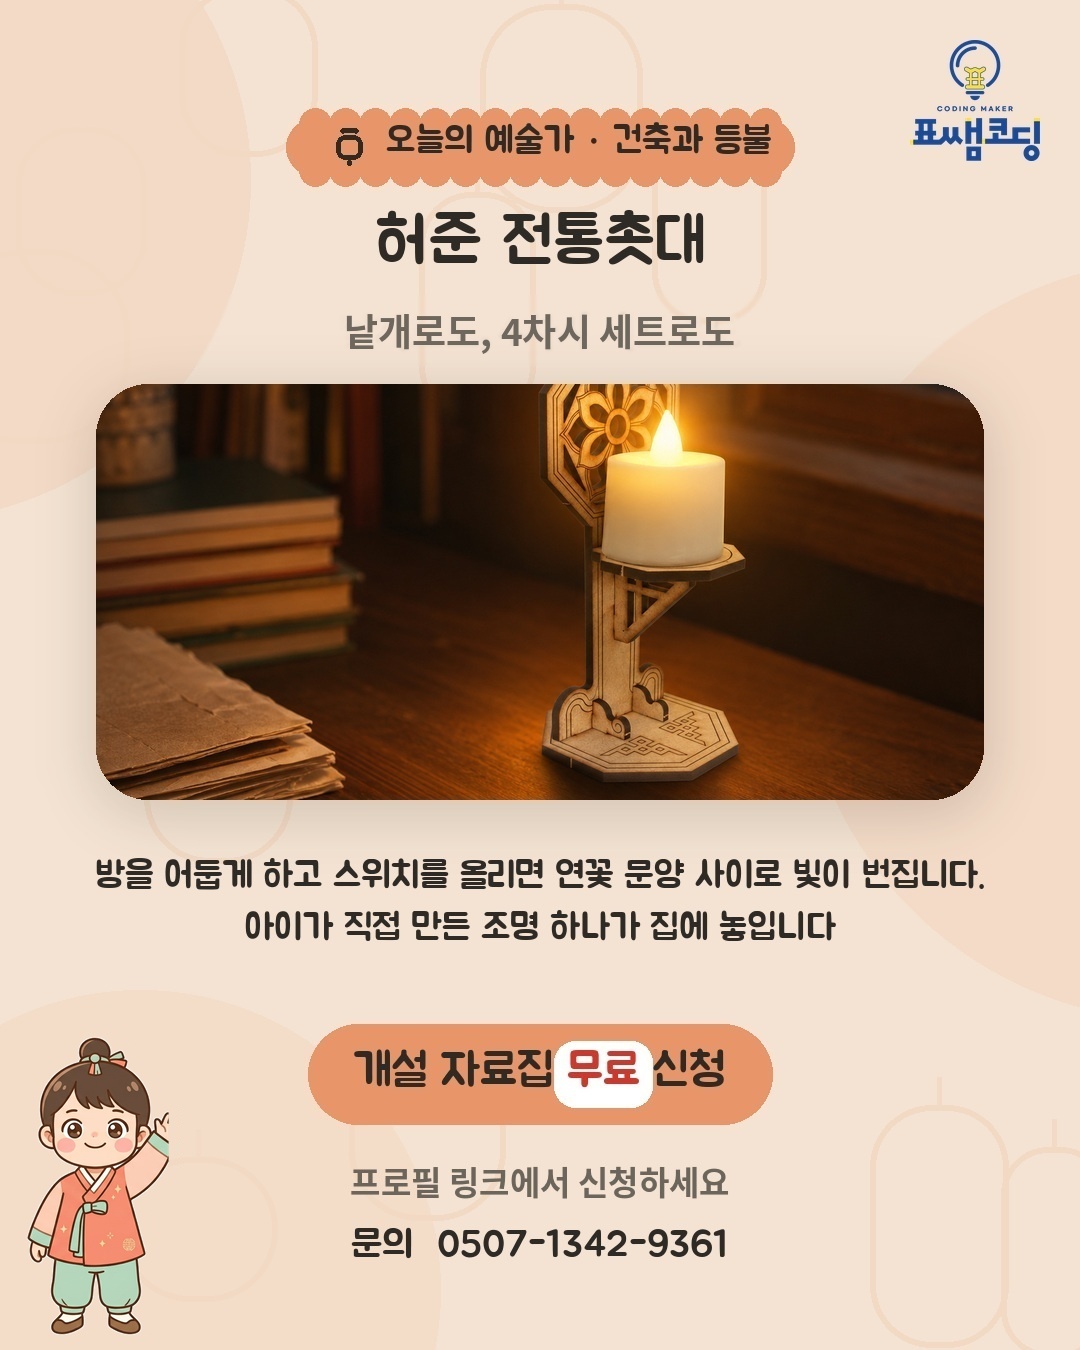 표
CODING MAKER
표쌤코딩
오늘의 예술가 · 건축과 등불
허준 전통촛대
낱개로도, 4차시 세트로도
방을 어둡게 하고 스위치를 올리면 연꽃 문양 사이로 빛이 번집니다.
아이가 직접 만든 조명 하나가 집에 놓입니다
개설 자료집 무료 신청
프로필 링크에서 신청하세요
문의 0507-1342-9361